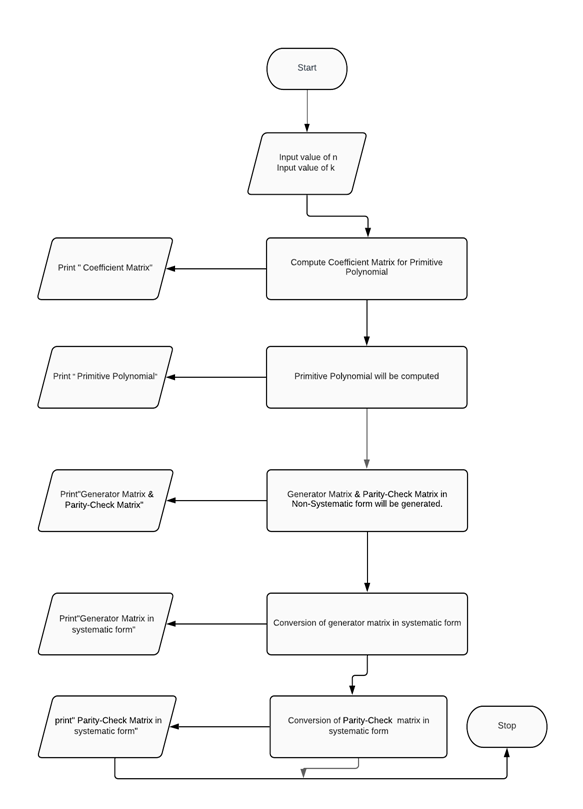 Start
Input value of n
Input value of k
Print " Coefficient Matrix"
Compute Coefficient Matrix for Primitive
Polynomial
Print " Primitive Polynomial"
Primitive Polynomial will be computed
Print"Generator Matrix &
Parity-Check Matrix"
Generator Matrix & Parity-Check Matrix in
Non-Systematic form will be generated.
Print"Generator Matrix in
systematic form"
Conversion of generator matrix in systematic form
print" Parity-Check Matrix in
systematic form"
Conversion of Parity-Check matrix in
systematic form
Stop